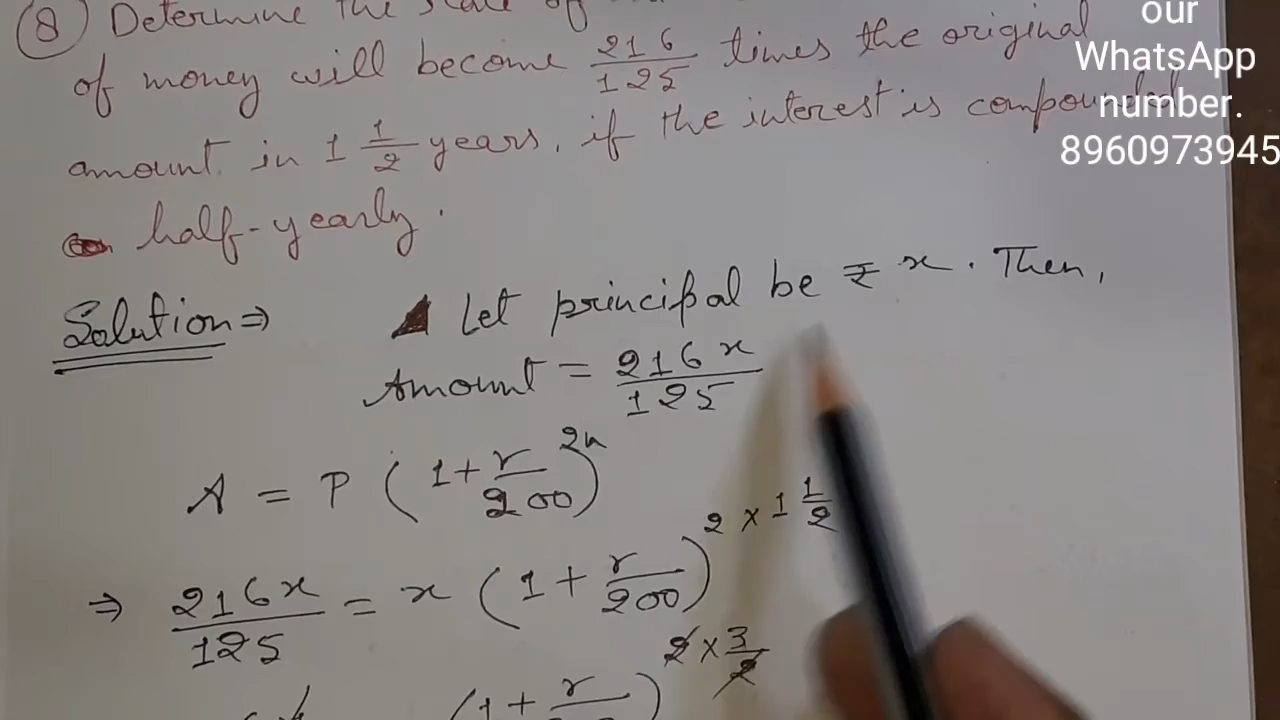 (8) Determine the of
of money will become 216/125 times the original
amount in 1 1/2 years, if the interest is compounded
half-yearly.
our
WhatsApp
number.
8960973945
Solution ⇒ Let principal be ₹ x. Then,
Amount = 216x/125
A = P (1 + r/200)^2n
⇒ 216x/125 = x (1 + r/200)^2 × 1 1/2
(1 + r/ )^2 × 3/2